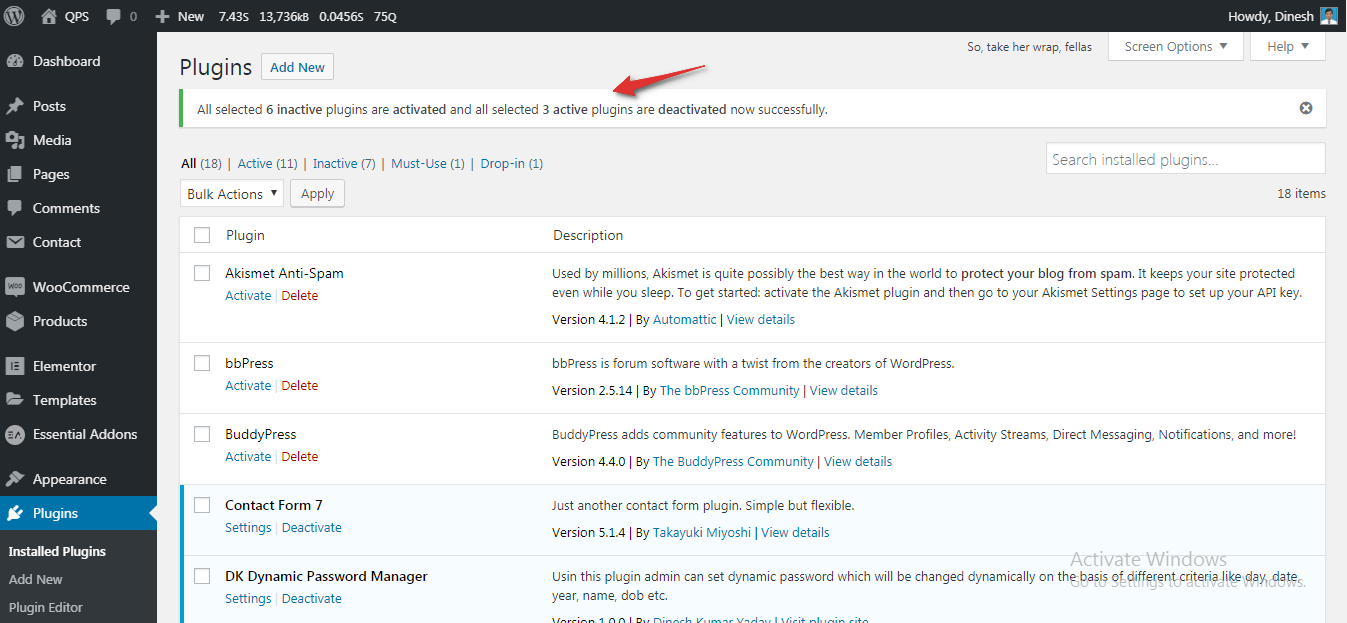 QPS 0 New 7.43S 13,736kB 0.0456S 75Q Howdy, Dinesh
So, take her wrap, fellas Screen Options Help
Plugins Add New
All selected 6 inactive plugins are activated and all selected 3 active plugins are deactivated now successfully.
All (18) | Active (11) | Inactive (7) | Must-Use (1) | Drop-in (1)
Search installed plugins...
Bulk Actions Apply 18 items
Dashboard
Posts
Media
Pages
Comments
Contact
WooCommerce
Products
Elementor
Templates
Essential Addons
Appearance
Plugins
Installed Plugins
Add New
Plugin Editor
Plugin Description
Akismet Anti-Spam
Activate | Delete
Used by millions, Akismet is quite possibly the best way in the world to protect your blog from spam. It keeps your site protected
even while you sleep. To get started: activate the Akismet plugin and then go to your Akismet Settings page to set up your API key.
Version 4.1.2 | By Automattic | View details
bbPress
Activate | Delete
bbPress is forum software with a twist from the creators of WordPress.
Version 2.5.14 | By The bbPress Community | View details
BuddyPress
Activate | Delete
BuddyPress adds community features to WordPress. Member Profiles, Activity Streams, Direct Messaging, Notifications, and more!
Version 4.4.0 | By The BuddyPress Community | View details
Contact Form 7
Settings | Deactivate
Just another contact form plugin. Simple but flexible.
Version 5.1.4 | By Takayuki Miyoshi | View details
DK Dynamic Password Manager
Settings | Deactivate
Usin this plugin admin can set dynamic password which will be changed dynamically on the basis of different criteria like day, date,
year, name, dob etc.
Version 1.0.0 | By Dinesh Kumar Yadav | Visit plugin site
Activate Windows
Go to Settings to activate Windows.